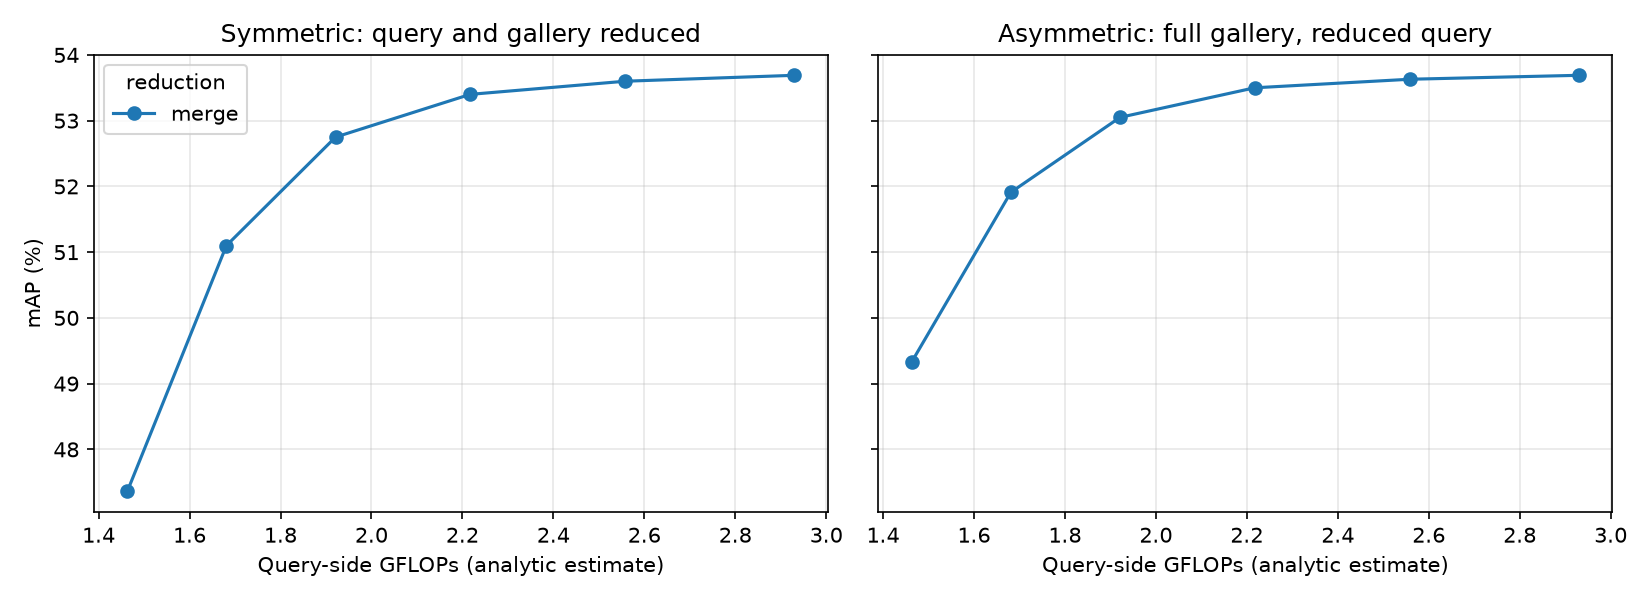 Symmetric: query and gallery reduced
reduction
merge
mAP (%)
54
53
52
51
50
49
48
1.4 1.6 1.8 2.0 2.2 2.4 2.6 2.8 3.0
Query-side GFLOPs (analytic estimate)
Asymmetric: full gallery, reduced query
1.4 1.6 1.8 2.0 2.2 2.4 2.6 2.8 3.0
Query-side GFLOPs (analytic estimate)